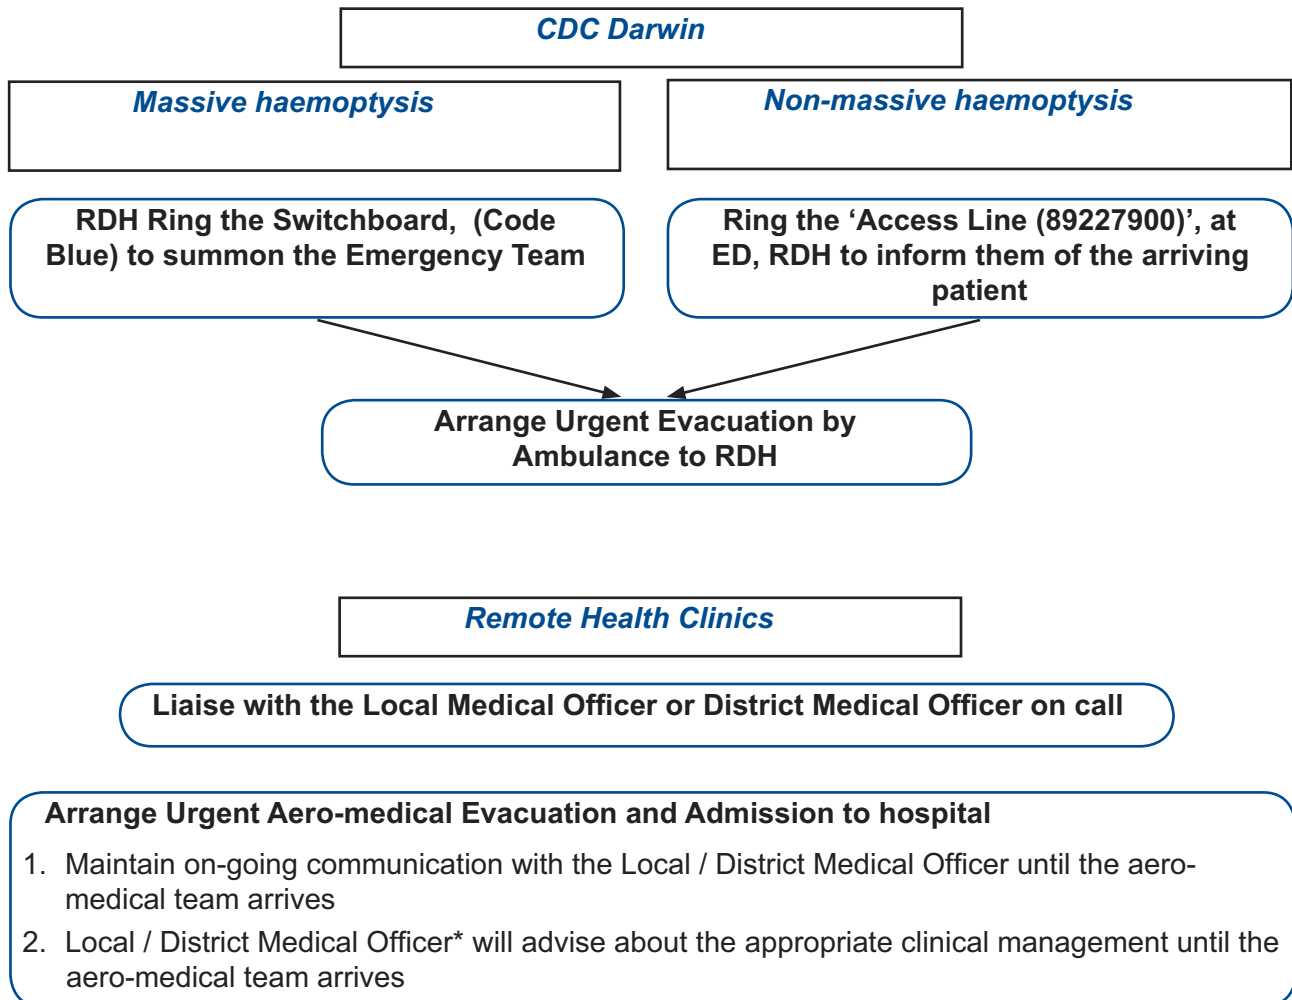 CDC Darwin
Massive haemoptysis
Non-massive haemoptysis
RDH Ring the Switchboard,  (Code
Blue) to summon the Emergency Team
Ring the ‘Access Line (89227900)’, at
ED, RDH to inform them of the arriving
patient
Arrange Urgent Evacuation by
Ambulance to RDH
Remote Health Clinics
Liaise with the Local Medical Officer or District Medical Officer on call
Arrange Urgent Aero-medical Evacuation and Admission to hospital
1. Maintain on-going communication with the Local / District Medical Officer until the aero-
medical team arrives
2. Local / District Medical Officer* will advise about the appropriate clinical management until the
aero-medical team arrives